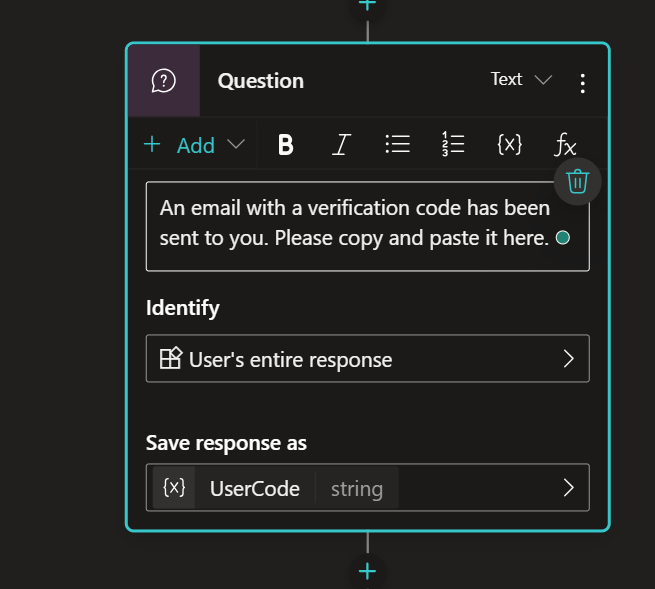 Question
Text
+ Add
B
I
{x}
fx
An email with a verification code has been
sent to you. Please copy and paste it here.
Identify
User's entire response
Save response as
{x} UserCode string